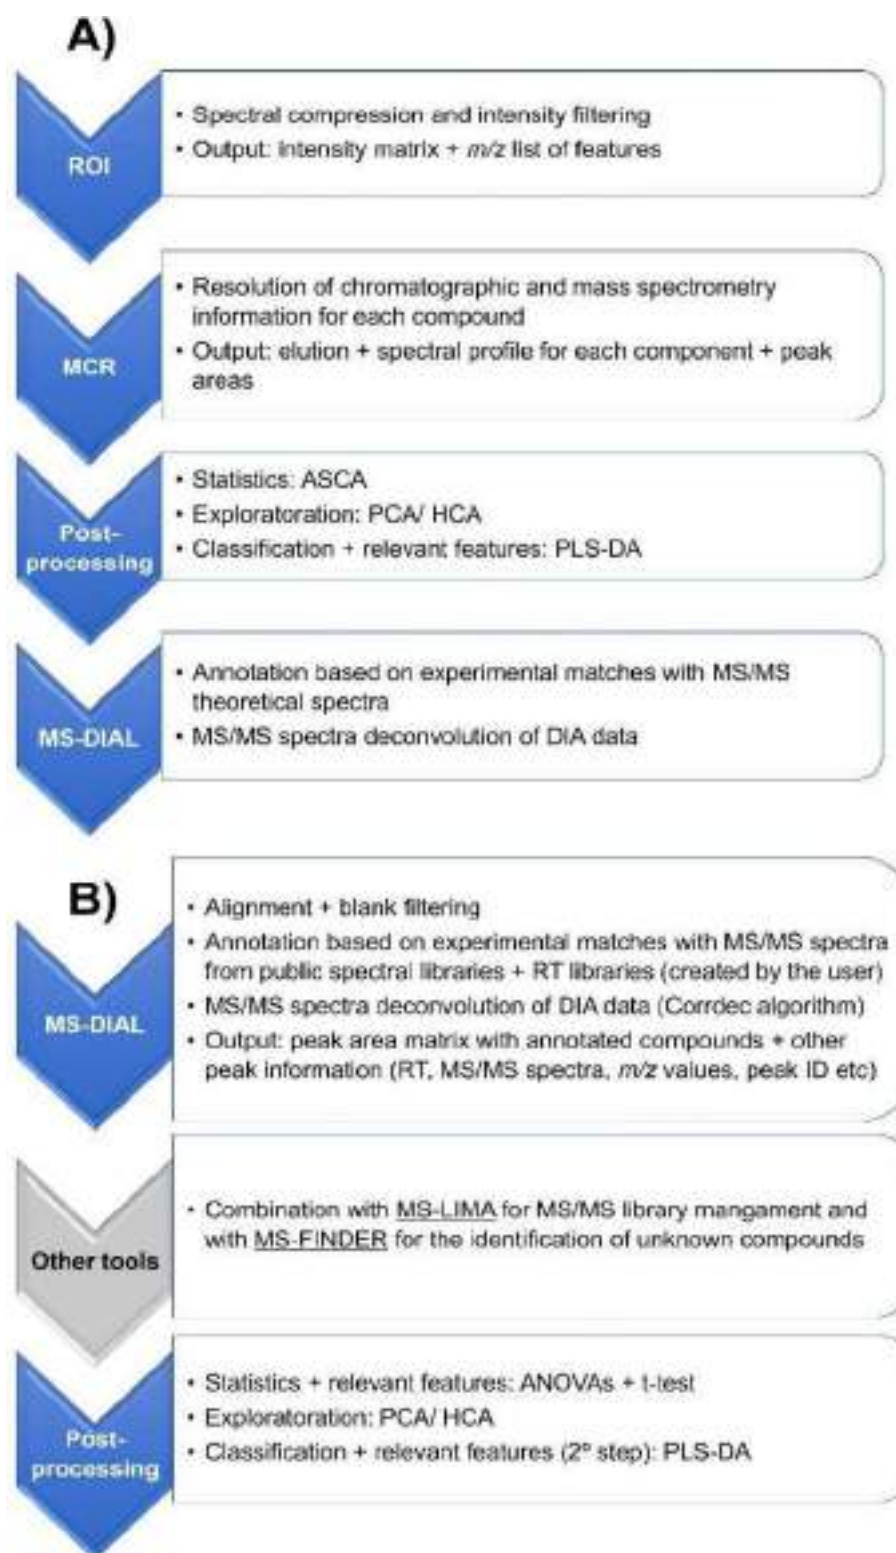 A)
ROI
• Spectral compression and intensity filtering
• Output: intensity matrix + m/z list of features
MCR
• Resolution of chromatographic and mass spectrometry
information for each compound
• Output: elution + spectral profile for each component + peak
areas
Post-
processing
• Statistics: ASCA
• Exploratoration: PCA/ HCA
• Classification + relevant features: PLS-DA
MS-DIAL
• Annotation based on experimental matches with MS/MS
theoretical spectra
• MS/MS spectra deconvolution of DIA data
B)
MS-DIAL
• Alignment + blank filtering
• Annotation based on experimental matches with MS/MS spectra
from public spectral libraries + RT libraries (created by the user)
• MS/MS spectra deconvolution of DIA data (Corrdec algorithm)
• Output: peak area matrix with annotated compounds + other
peak information (RT, MS/MS spectra, m/z values, peak ID etc)
Other tools
• Combination with MS-LIMA for MS/MS library mangament and
with MS-FINDER for the identification of unknown compounds
Post-
processing
• Statistics + relevant features: ANOVAs + t-test
• Exploratoration: PCA/ HCA
• Classification + relevant features (2º step): PLS-DA